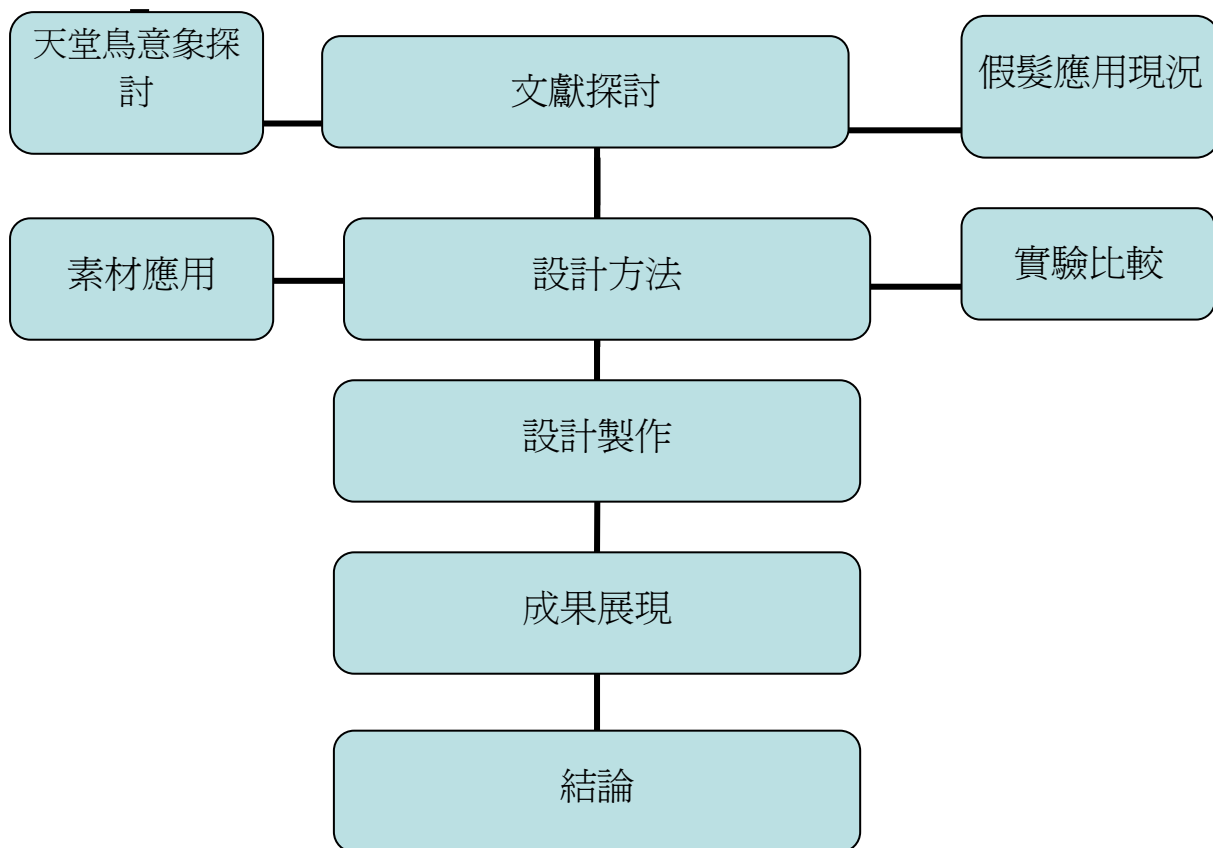 天堂鳥意象探
討
文獻探討
假髮應用現況
素材應用
設計方法
實驗比較
設計製作
成果展現
結論